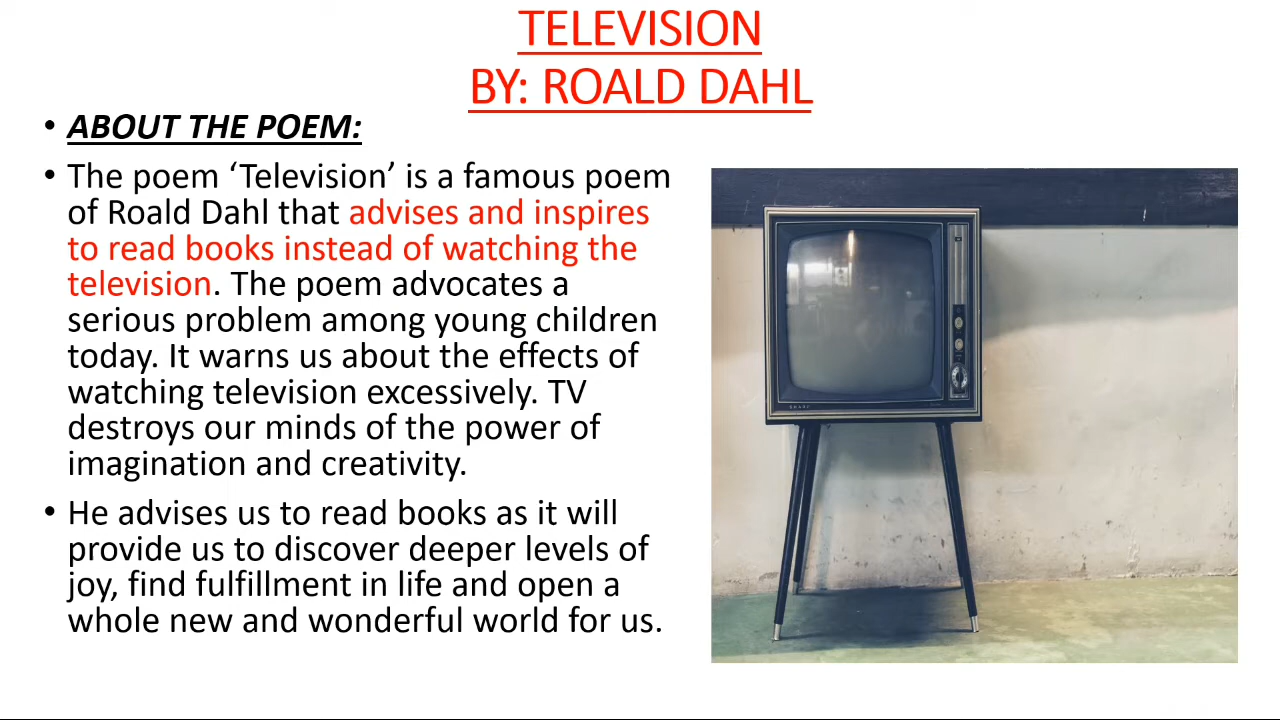 TELEVISION
BY: ROALD DAHL
• ABOUT THE POEM:
• The poem ‘Television’ is a famous poem
of Roald Dahl that advises and inspires
to read books instead of watching the
television. The poem advocates a
serious problem among young children
today. It warns us about the effects of
watching television excessively. TV
destroys our minds of the power of
imagination and creativity.
• He advises us to read books as it will
provide us to discover deeper levels of
joy, find fulfillment in life and open a
whole new and wonderful world for us.